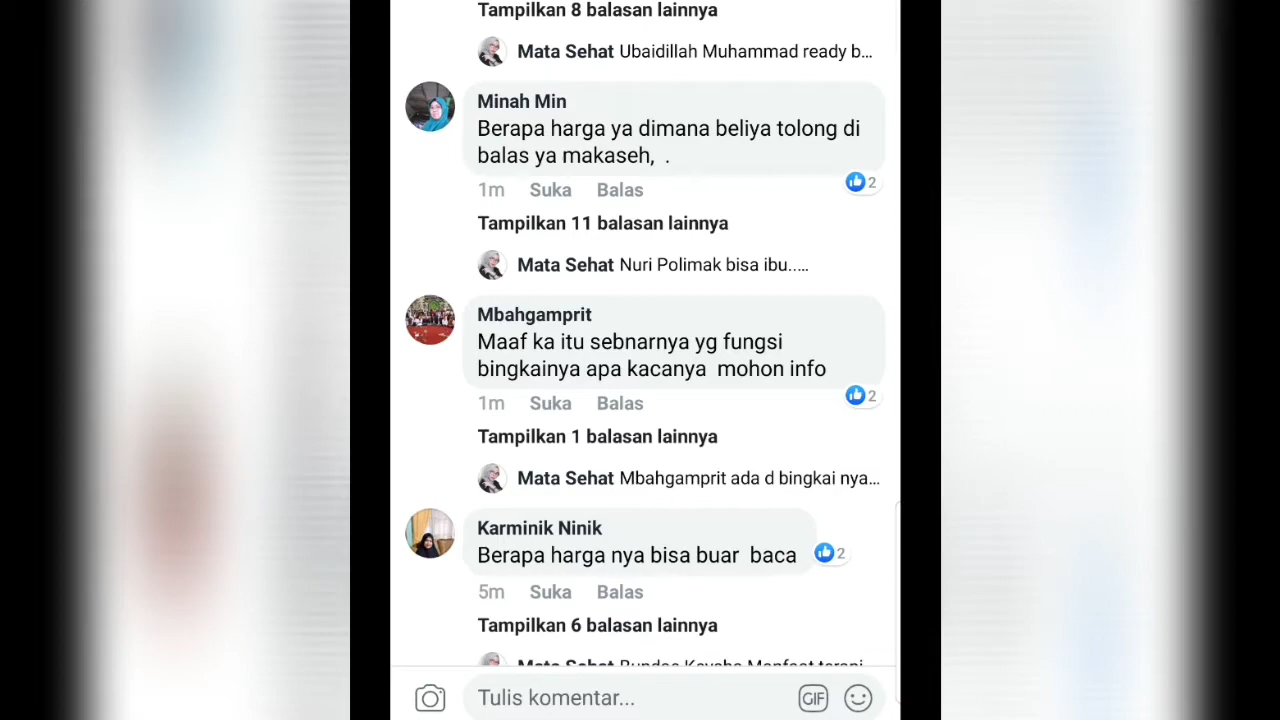 Tampilkan 8 balasan lainnya
Mata Sehat Ubaidillah Muhammad ready b...
Minah Min
Berapa harga ya dimana beliya tolong di
balas ya makaseh,  .
1m Suka Balas 2
Tampilkan 11 balasan lainnya
Mata Sehat Nuri Polimak bisa ibu.....
Mbahgamprit
Maaf ka itu sebnarnya yg fungsi
bingkainya apa kacanya  mohon info
1m Suka Balas 2
Tampilkan 1 balasan lainnya
Mata Sehat Mbahgamprit ada d bingkai nya...
Karminik Ninik
Berapa harga nya bisa buar  baca 2
5m Suka Balas
Tampilkan 6 balasan lainnya
Mata Sehat
Tulis komentar... GIF